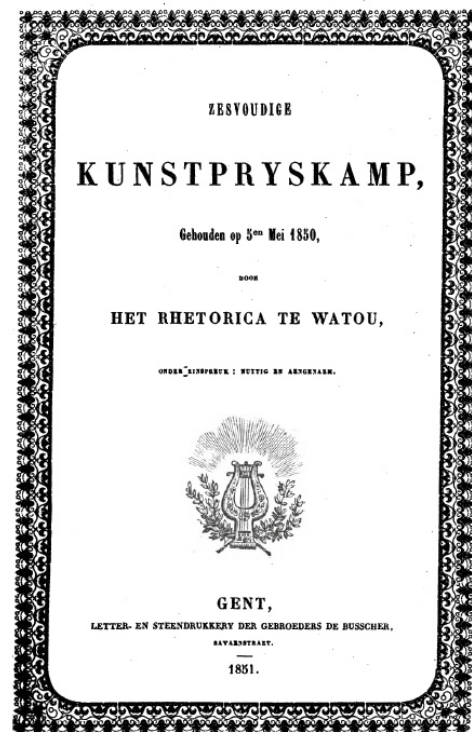 ZESVOUDIGE
KUNSTPRYSKAMP,
Gehouden op 5en Mei 1850,
DOOR
HET RHETORICA TE WATOU,
ONDER KINSPREUK : NUTTIG EN AENGENAEM.
GENT,
LETTER- EN STEENDRUKKERY DER GEBROEDERS DE BUSSCHER,
SAVAENSTRAET.
1851.